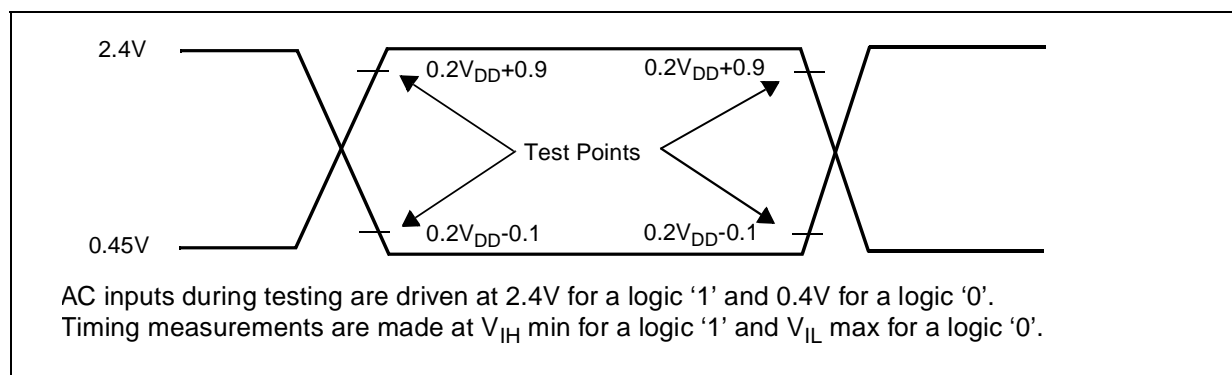 2.4V
0.2VDD+0.9 0.2VDD+0.9
Test Points
0.45V 0.2VDD-0.1 0.2VDD-0.1
AC inputs during testing are driven at 2.4V for a logic ‘1’ and 0.4V for a logic ‘0’.
Timing measurements are made at VIH min for a logic ‘1’ and VIL max for a logic ‘0’.